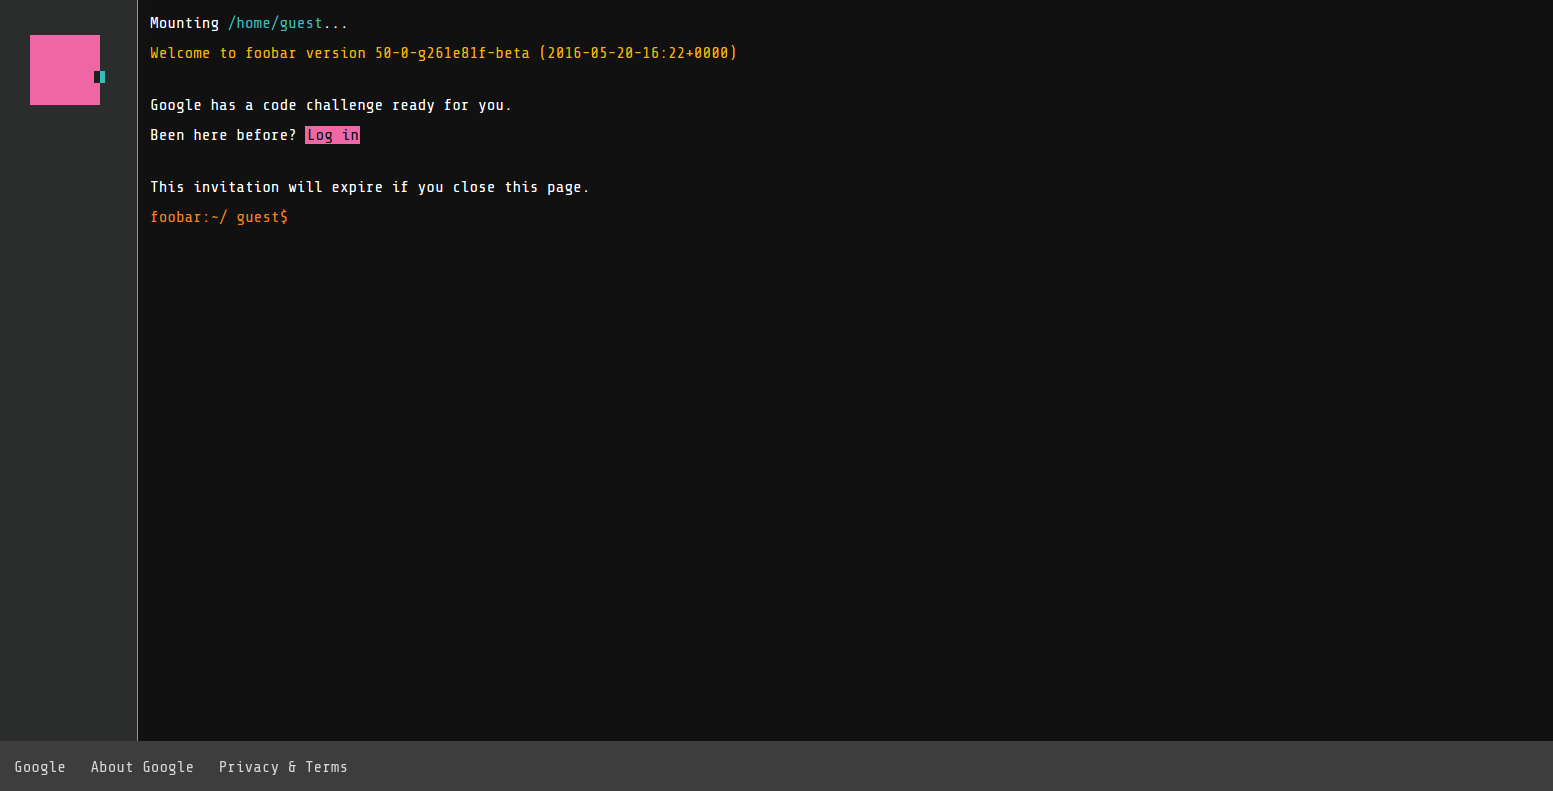 Mounting /home/guest...
Welcome to foobar version 50-0-g261e81f-beta (2016-05-20-16:22+0000)
Google has a code challenge ready for you.
Been here before? Log in
This invitation will expire if you close this page.
foobar:~/ guest$
Google About Google Privacy & Terms